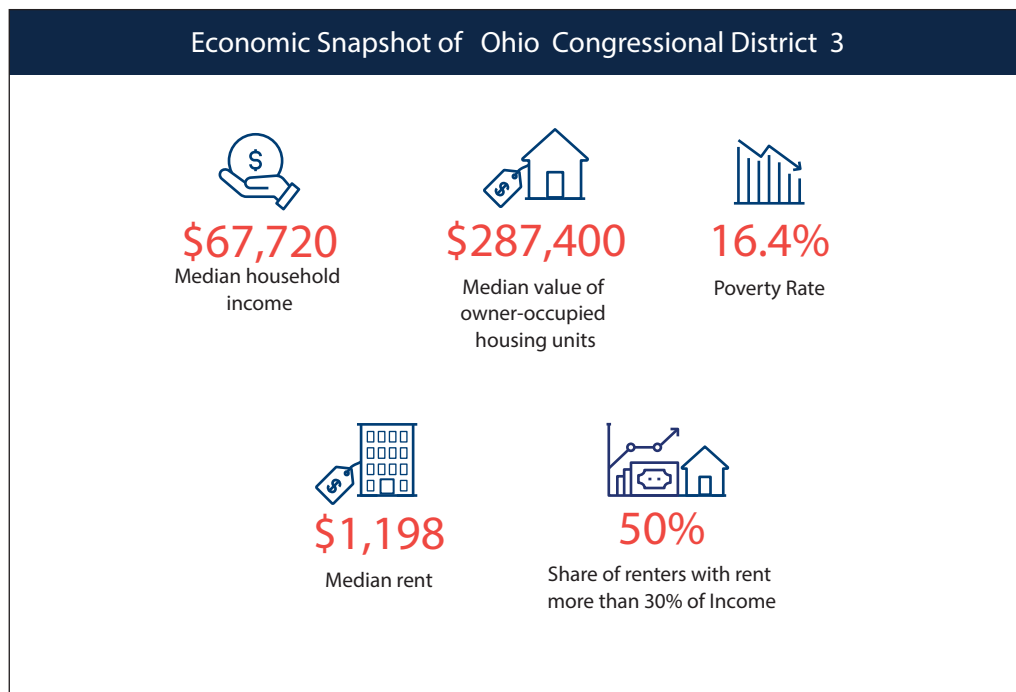 Economic Snapshot of Ohio Congressional District 3
$
$
$67,720
Median household
income
$287,400
Median value of
owner-occupied
housing units
16.4%
Poverty Rate
$
$1,198
Median rent
50%
Share of renters with rent
more than 30% of Income